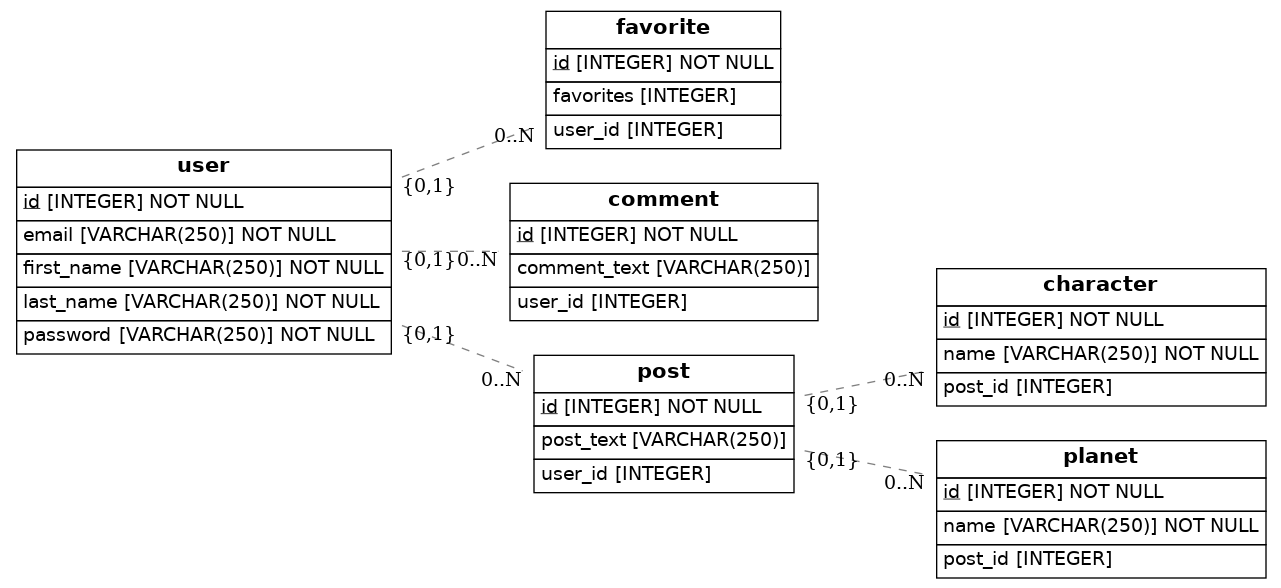 favorite
id [INTEGER] NOT NULL
favorites [INTEGER]
user_id [INTEGER]
0..N
{0,1}
user
id [INTEGER] NOT NULL
email [VARCHAR(250)] NOT NULL
first_name [VARCHAR(250)] NOT NULL
last_name [VARCHAR(250)] NOT NULL
password [VARCHAR(250)] NOT NULL
{0,1}
0..N
comment
id [INTEGER] NOT NULL
comment_text [VARCHAR(250)]
user_id [INTEGER]
{0,1}
0..N
post
id [INTEGER] NOT NULL
post_text [VARCHAR(250)]
user_id [INTEGER]
{0,1}
0..N
character
id [INTEGER] NOT NULL
name [VARCHAR(250)] NOT NULL
post_id [INTEGER]
{0,1}
0..N
planet
id [INTEGER] NOT NULL
name [VARCHAR(250)] NOT NULL
post_id [INTEGER]